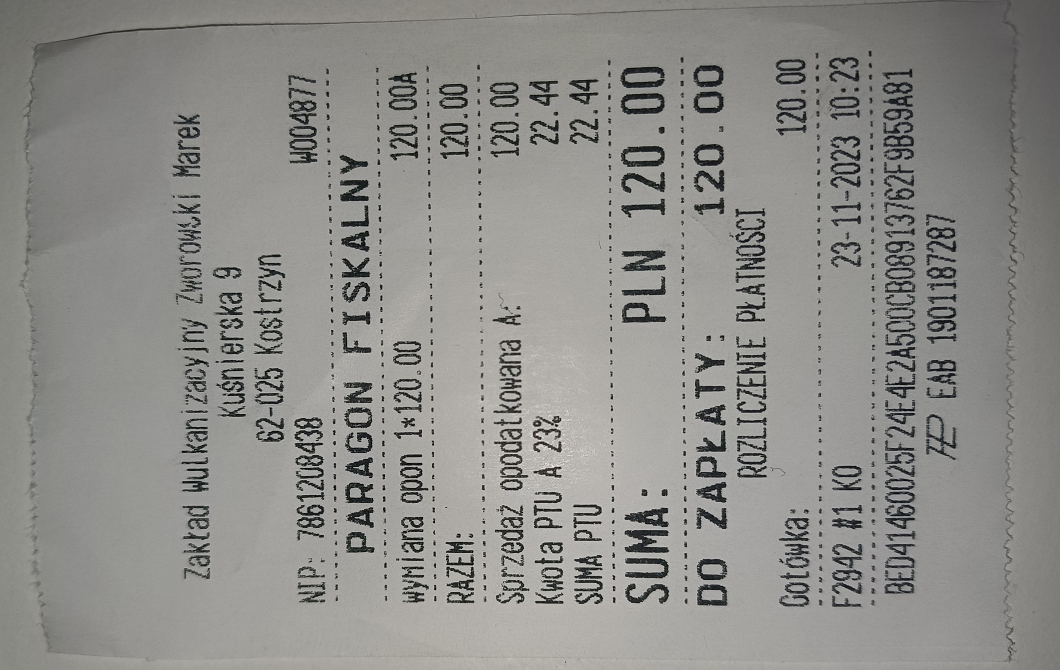 Zakład Wulkanizacyjny Zworowski Marek
Kuśnierska 9
62-025 Kostrzyn
NIP: 7861208438 W004877
PARAGON FISKALNY
wymiana opon 1*120.00 120.00A
RAZEM: 120.00
Sprzedaż opodatkowana A: 120.00
Kwota PTU A 23% 22.44
SUMA PTU 22.44
SUMA: PLN 120.00
DO ZAPŁATY: 120.00
ROZLICZENIE PŁATNOŚCI
Gotówka: 120.00
F2942 #1 KO 23-11-2023 10:23
BED41460025F24E4E2A500CB08913762F9B59A81
EAB 1901187287